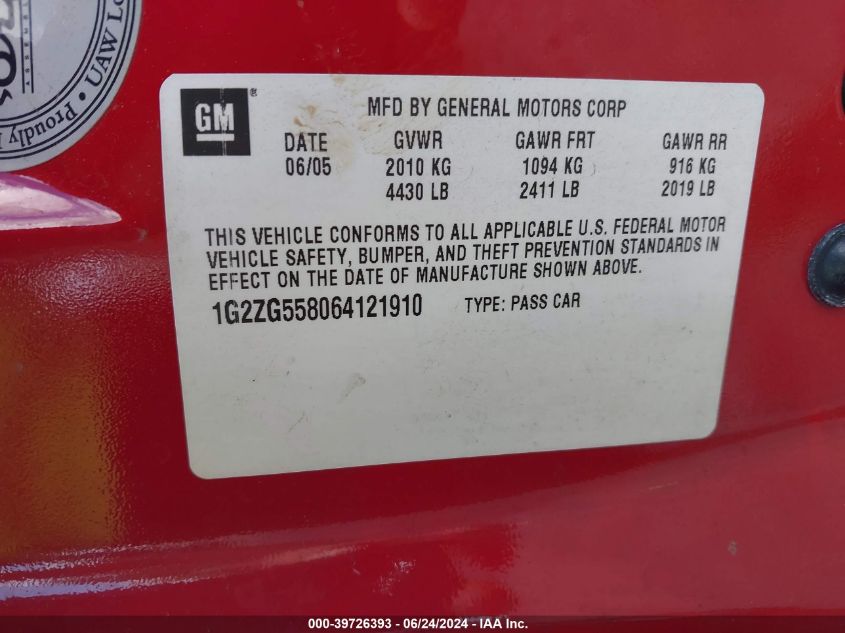 UAW Lo
Proudly
GM®
MFD BY GENERAL MOTORS CORP
DATE GVWR GAWR FRT GAWR RR
06/05 2010 KG 1094 KG 916 KG
4430 LB 2411 LB 2019 LB
THIS VEHICLE CONFORMS TO ALL APPLICABLE U.S. FEDERAL MOTOR
VEHICLE SAFETY, BUMPER, AND THEFT PREVENTION STANDARDS IN
EFFECT ON THE DATE OF MANUFACTURE SHOWN ABOVE.
1G2ZG558064121910 TYPE: PASS CAR
000-39726393 - 06/24/2024 - IAA Inc.